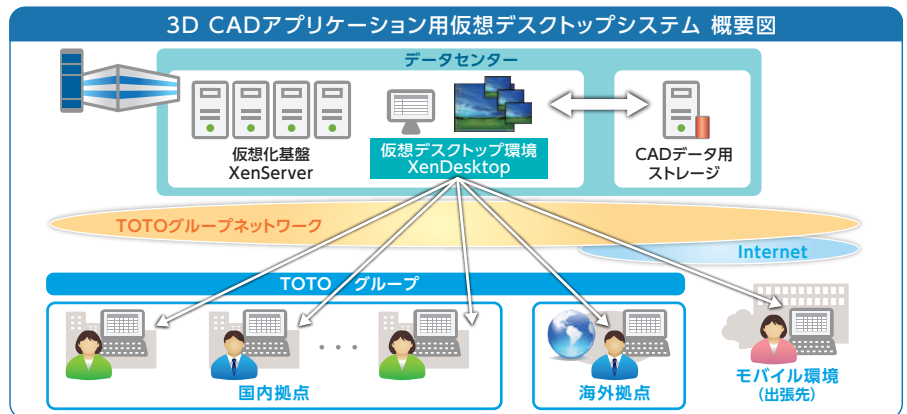 3D CADアプリケーション用仮想デスクトップシステム 概要図
データセンター
仮想化基盤
XenServer
仮想デスクトップ環境
XenDesktop
CADデータ用
ストレージ
TOTOグループネットワーク
Internet
TOTO グループ
・・・
国内拠点
海外拠点
モバイル環境
(出張先)